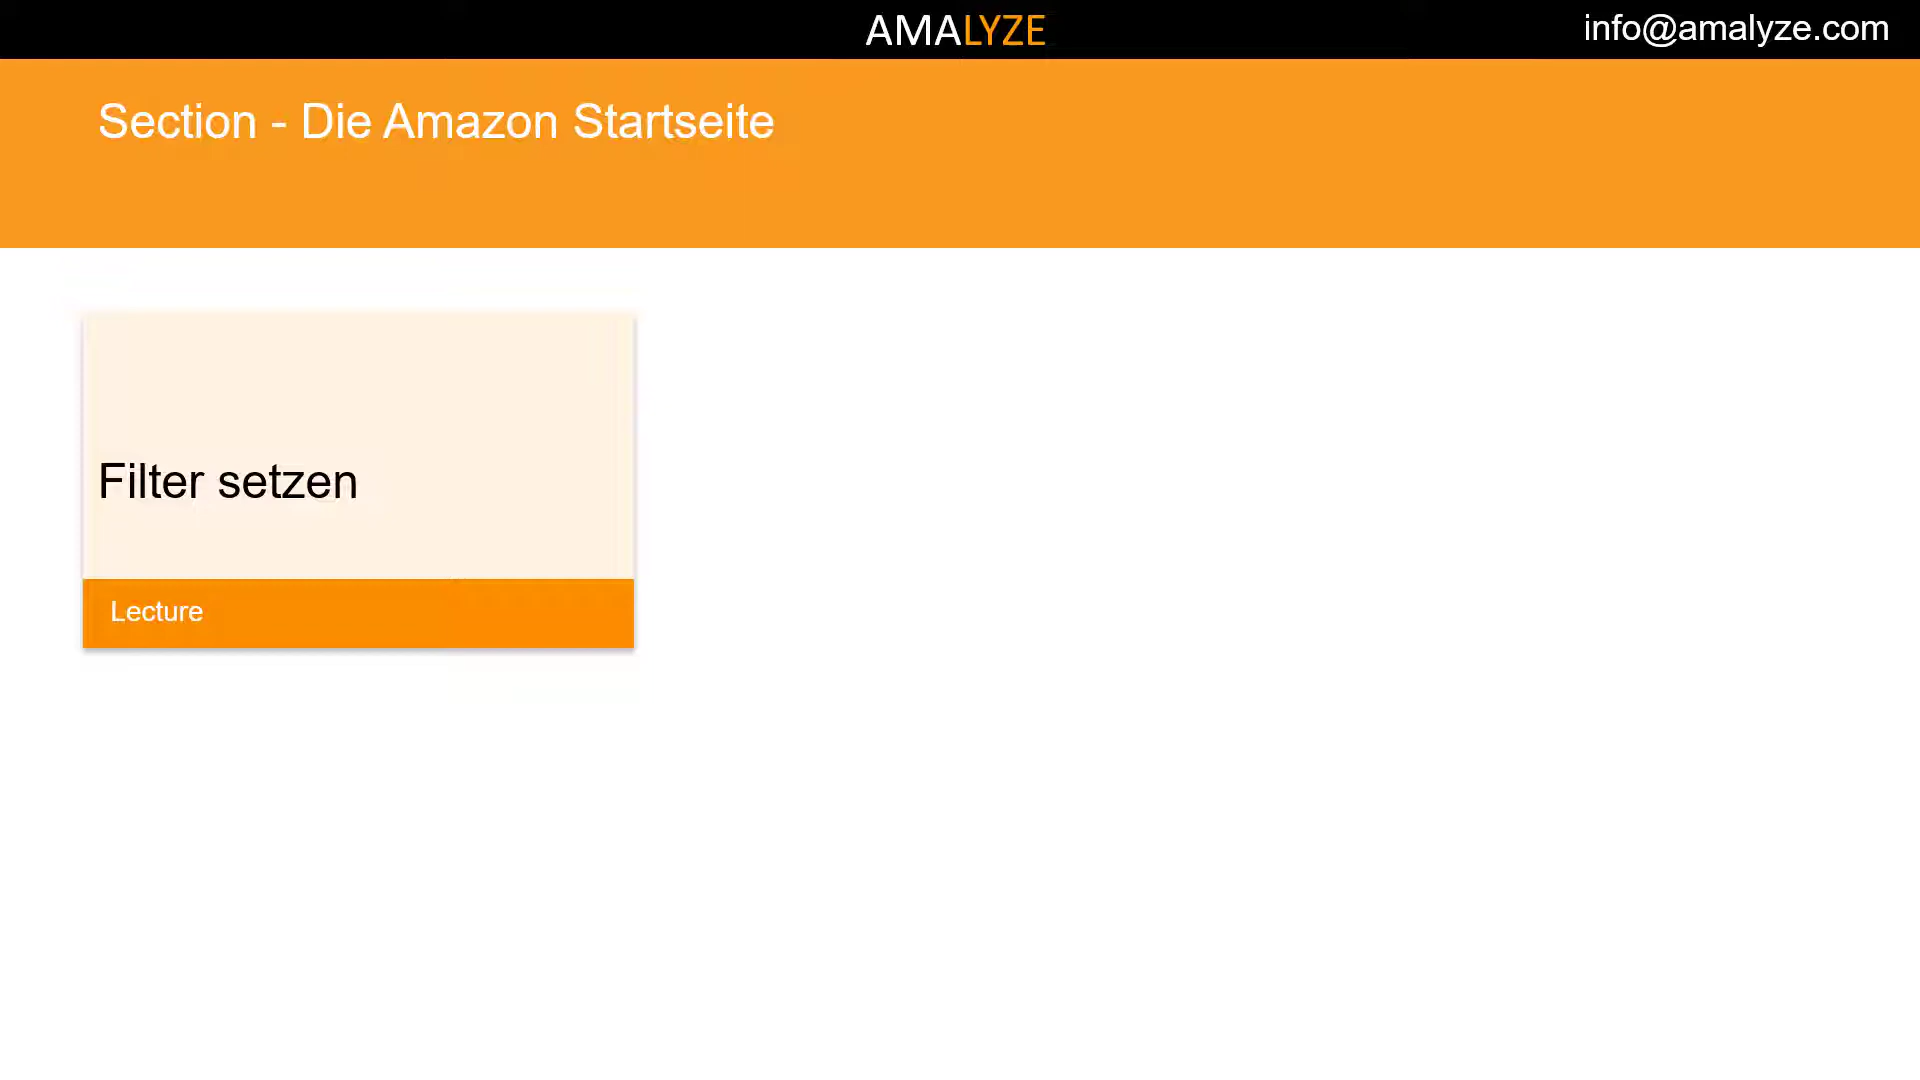 AMALYZE
info@amalyze.com
Section - Die Amazon Startseite
Filter setzen
Lecture